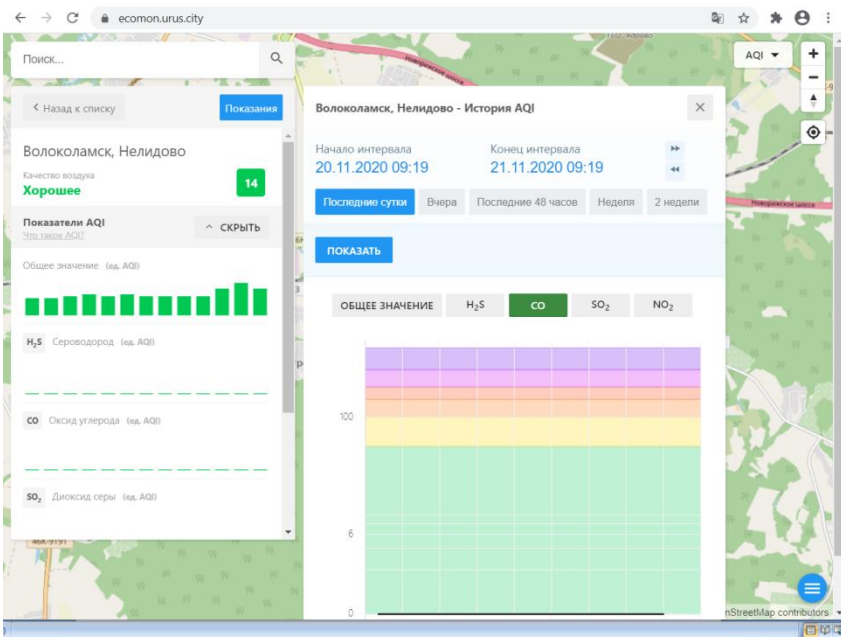 ecomon.urus.city
Поиск...
AQI
Назад к списку
Показания
Волоколамск, Нелидово
Качество воздуха
Хорошее
14
Показатели AQI
Что такое AQI?
СКРЫТЬ
Общее значение (ед. AQI)
H₂S Сероводород (ед. AQI)
CO Оксид углерода (ед. AQI)
SO₂ Диоксид серы (ед. AQI)
Волоколамск, Нелидово - История AQI
Начало интервала
20.11.2020 09:19
Конец интервала
21.11.2020 09:19
Последние сутки
Вчера
Последние 48 часов
Неделя
2 недели
ПОКАЗАТЬ
ОБЩЕЕ ЗНАЧЕНИЕ
H₂S
CO
SO₂
NO₂
100
6
0
Новорижское шоссе
46К-9191
nStreetMap contributors